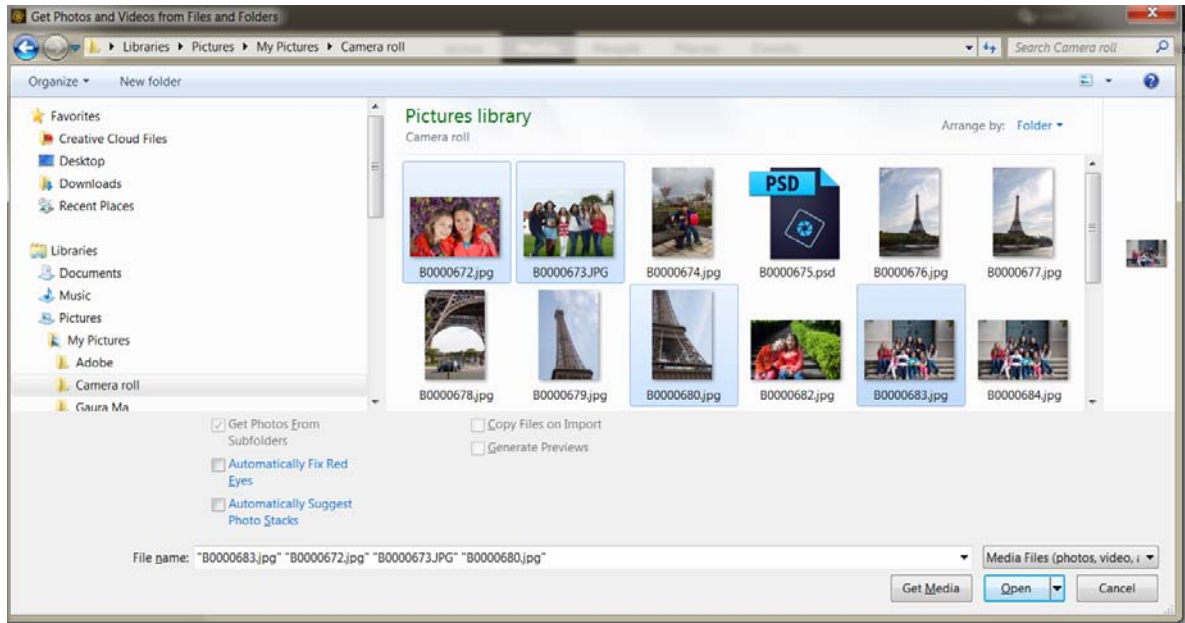 Get Photos and Videos from Files and Folders
Libraries Pictures My Pictures Camera roll
Search Camera roll
Organize New folder
Favorites
Creative Cloud Files
Desktop
Downloads
Recent Places
Libraries
Documents
Music
Pictures
My Pictures
Adobe
Camera roll
Gaura Ma
Pictures library
Camera roll
Arrange by: Folder
PSD
B0000672.jpg B0000673.JPG B0000674.jpg B0000675.psd B0000676.jpg B0000677.jpg
B0000678.jpg B0000679.jpg B0000680.jpg B0000682.jpg B0000683.jpg B0000684.jpg
Get Photos From
Subfolders
Automatically Fix Red
Eyes
Automatically Suggest
Photo Stacks
Copy Files on Import
Generate Previews
File name: "B0000683.jpg" "B0000672.jpg" "B0000673.JPG" "B0000680.jpg"
Media Files (photos, video,
Get Media Open Cancel